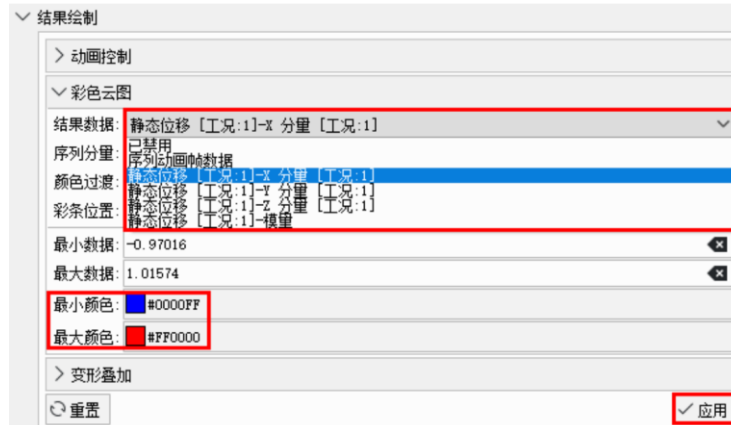 结果绘制
动画控制
彩色云图
结果数据: 静态位移 [工况:1]-X 分量 [工况:1]
已禁用
序列分量: 序列动画帧数据
颜色过渡: 静态位移 [工况:1]-X 分量 [工况:1]
静态位移 [工况:1]-Y 分量 [工况:1]
彩条位置: 静态位移 [工况:1]-Z 分量 [工况:1]
静态位移 [工况:1]-模量
最小数据: -0.97016
最大数据: 1.01574
最小颜色: #0000FF
最大颜色: #FF0000
变形叠加
重置 应用